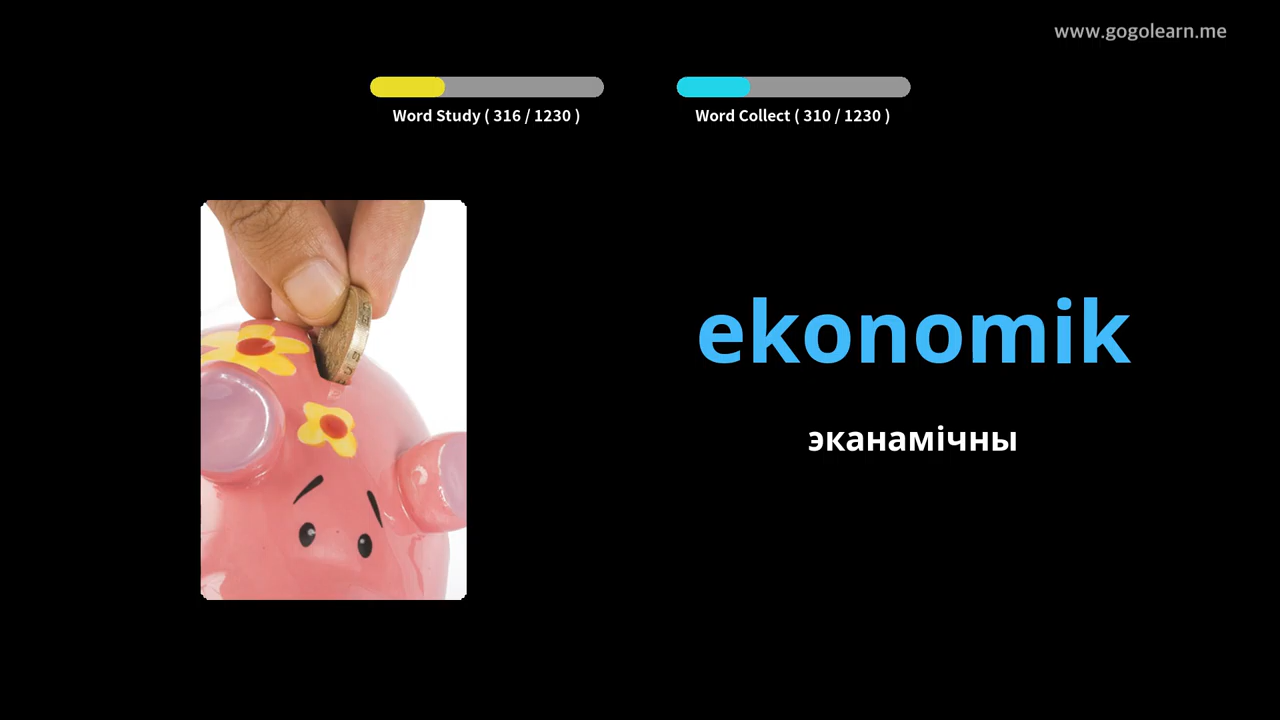 www.gogolearn.me
Word Study ( 316 / 1230 )
Word Collect ( 310 / 1230 )
ekonomik
эканамічны